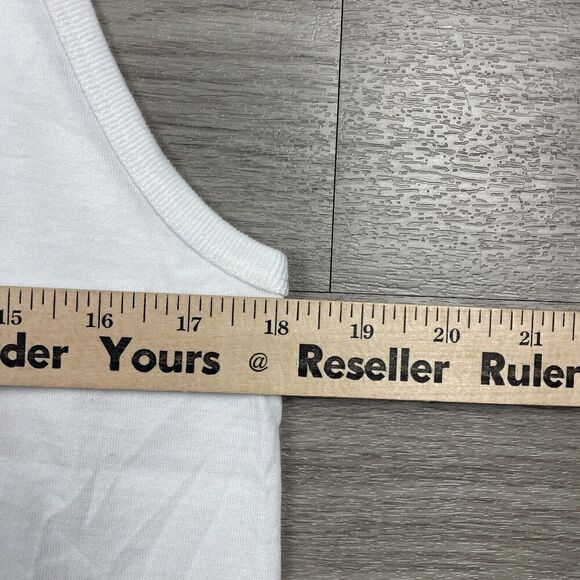 15 16 17 18 19 20 21
der Yours @ Reseller Ruler